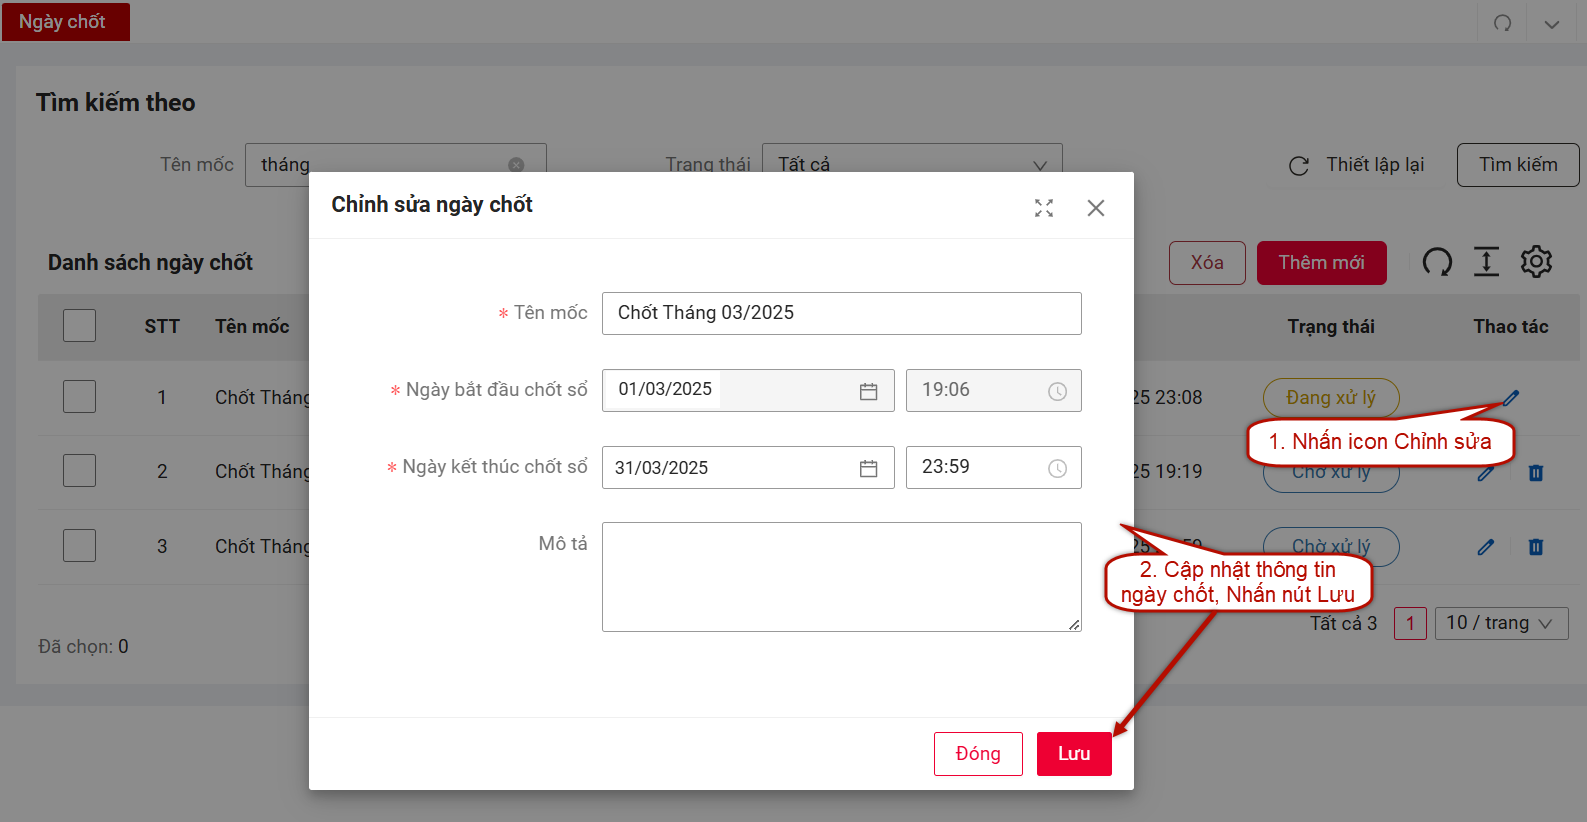 Ngày chốt
Tìm kiếm theo
Tên mốc
tháng
Trạng thái
Tất cả
Thiết lập lại
Tìm kiếm
Chỉnh sửa ngày chốt
Danh sách ngày chốt
Xóa
Thêm mới
STT
Tên mốc
Trạng thái
Thao tác
* Tên mốc
Chốt Tháng 03/2025
* Ngày bắt đầu chốt sổ
01/03/2025
19:06
1
Chốt Tháng
25 23:08
Đang xử lý
1. Nhấn icon Chỉnh sửa
* Ngày kết thúc chốt sổ
31/03/2025
23:59
2
Chốt Tháng
25 19:19
Chờ xử lý
Mô tả
3
Chốt Tháng
Chờ xử lý
2. Cập nhật thông tin
ngày chốt, Nhấn nút Lưu
Đã chọn: 0
Tất cả 3
1
10 / trang
Đóng
Lưu